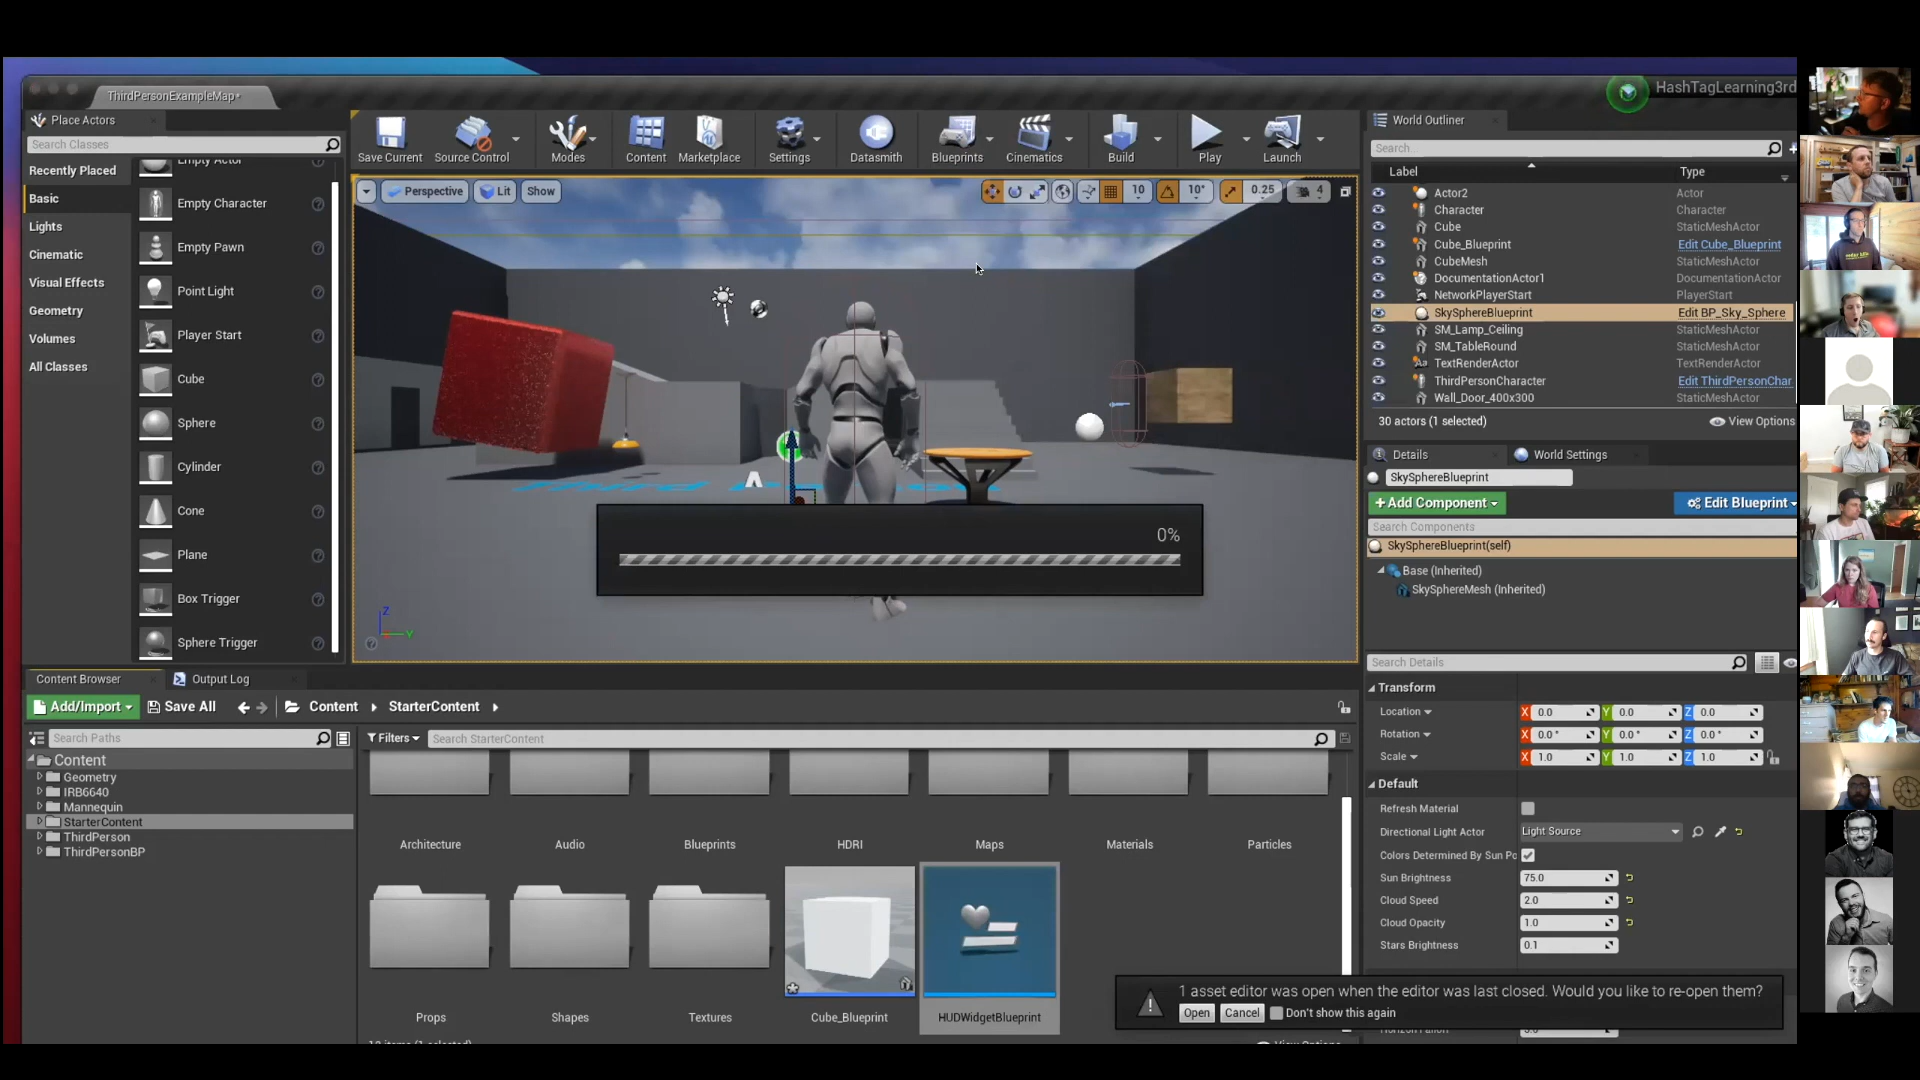 ThirdPersonExampleMap*
HashTagLearning3rd
Place Actors
Search Classes
Recently Placed
Basic
Lights
Cinematic
Visual Effects
Geometry
Volumes
All Classes
Empty Actor
Empty Character
Empty Pawn
Point Light
Player Start
Cube
Sphere
Cylinder
Cone
Plane
Box Trigger
Sphere Trigger
Save Current
Source Control
Modes
Content
Marketplace
Settings
Datasmith
Blueprints
Cinematics
Build
Play
Launch
Perspective
Lit
Show
10
10°
0.25
4
A
Z
Y
0%
World Outliner
Search...
Label Type
Actor2 Actor
Character Character
Cube StaticMeshActor
Cube_Blueprint Edit Cube_Blueprint
CubeMesh StaticMeshActor
DocumentationActor1 DocumentationActor
NetworkPlayerStart PlayerStart
SkySphereBlueprint Edit BP_Sky_Sphere
SM_Lamp_Ceiling StaticMeshActor
SM_TableRound StaticMeshActor
TextRenderActor TextRenderActor
ThirdPersonCharacter Edit ThirdPersonChar
Wall_Door_400x300 StaticMeshActor
30 actors (1 selected) View Options
Details World Settings
SkySphereBlueprint
+Add Component Edit Blueprint
Search Components
SkySphereBlueprint(self)
Base (Inherited)
SkySphereMesh (Inherited)
Search Details
Transform
Location X 0.0 Y 0.0 Z 0.0
Rotation X 0.0° Y 0.0° Z 0.0°
Scale X 1.0 Y 1.0 Z 1.0
Default
Refresh Material
Directional Light Actor Light Source
Colors Determined By Sun Po
Sun Brightness 75.0
Cloud Speed 2.0
Cloud Opacity 1.0
Stars Brightness 0.1
Content Browser Output Log
Add/Import Save All Content StarterContent
Search Paths
Filters Search StarterContent
Content
Geometry
IRB6640
Mannequin
StarterContent
ThirdPerson
ThirdPersonBP
Architecture Audio Blueprints HDRI Maps Materials Particles
Props Shapes Textures Cube_Blueprint HUDWidgetBlueprint
1 asset editor was open when the editor was last closed. Would you like to re-open them?
Open Cancel Don't show this again